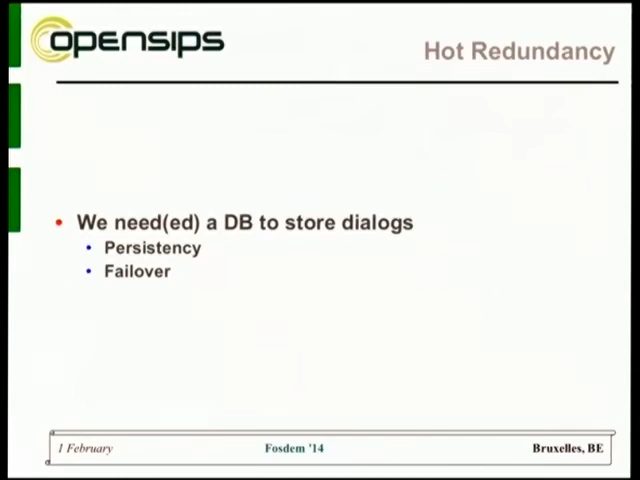 OPENSIPS
Hot Redundancy
• We need(ed) a DB to store dialogs
• Persistency
• Failover
1 February
Fosdem '14
Bruxelles, BE